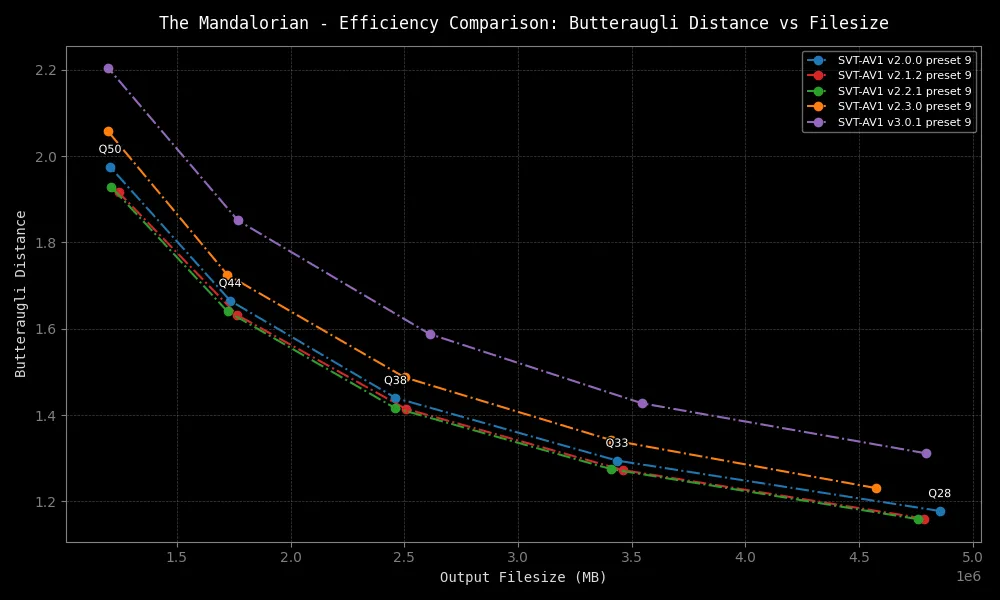 The Mandalorian - Efficiency Comparison: Butteraugli Distance vs Filesize
SVT-AV1 v2.0.0 preset 9
SVT-AV1 v2.1.2 preset 9
SVT-AV1 v2.2.1 preset 9
SVT-AV1 v2.3.0 preset 9
SVT-AV1 v3.0.1 preset 9
Butteraugli Distance
2.2
2.0
1.8
1.6
1.4
1.2
Q50
Q44
Q38
Q33
Q28
1.5 2.0 2.5 3.0 3.5 4.0 4.5 5.0
1e6
Output Filesize (MB)